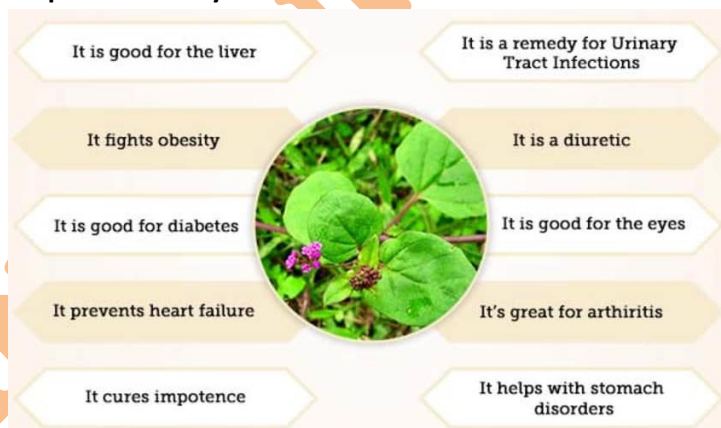 It is good for the liver
It is a remedy for Urinary
Tract Infections
It fights obesity
It is a diuretic
It is good for diabetes
It is good for the eyes
It prevents heart failure
It's great for arthiritis
It cures impotence
It helps with stomach
disorders